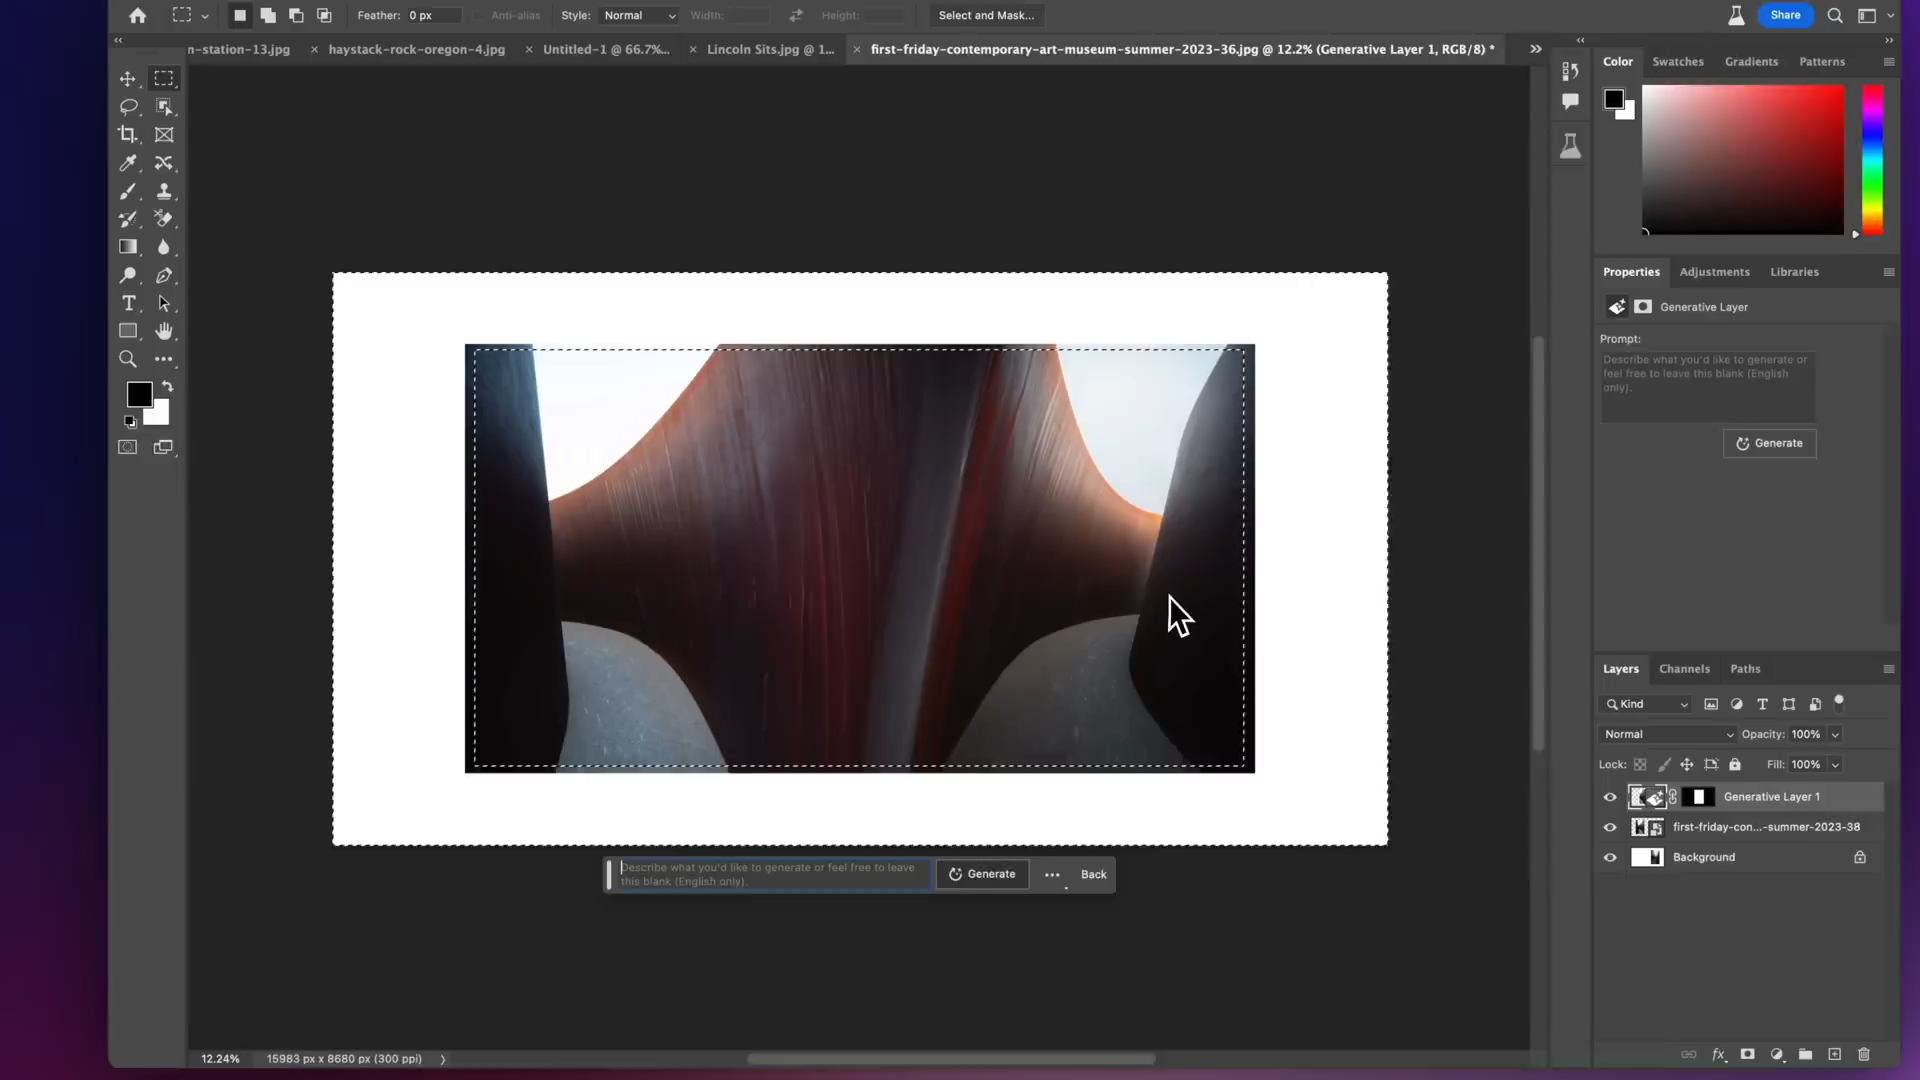 Feather: 0 px Anti-alias Style: Normal Width: Height: Select and Mask... Share
n-station-13.jpg haystack-rock-oregon-4.jpg Untitled-1 @ 66.7%... Lincoln Sits.jpg @ 1... first-friday-contemporary-art-museum-summer-2023-36.jpg @ 12.2% (Generative Layer 1, RGB/8) *
Color Swatches Gradients Patterns
Properties Adjustments Libraries
Generative Layer
Prompt:
Describe what you'd like to generate or
feel free to leave this blank (English
only).
Generate
Layers Channels Paths
Kind
Normal Opacity: 100%
Lock: Fill: 100%
Generative Layer 1
first-friday-con...-summer-2023-38
Background
Describe what you'd like to generate or feel free to leave
this blank (English only).
Generate
Back
12.24% 15983 px x 8680 px (300 ppi)